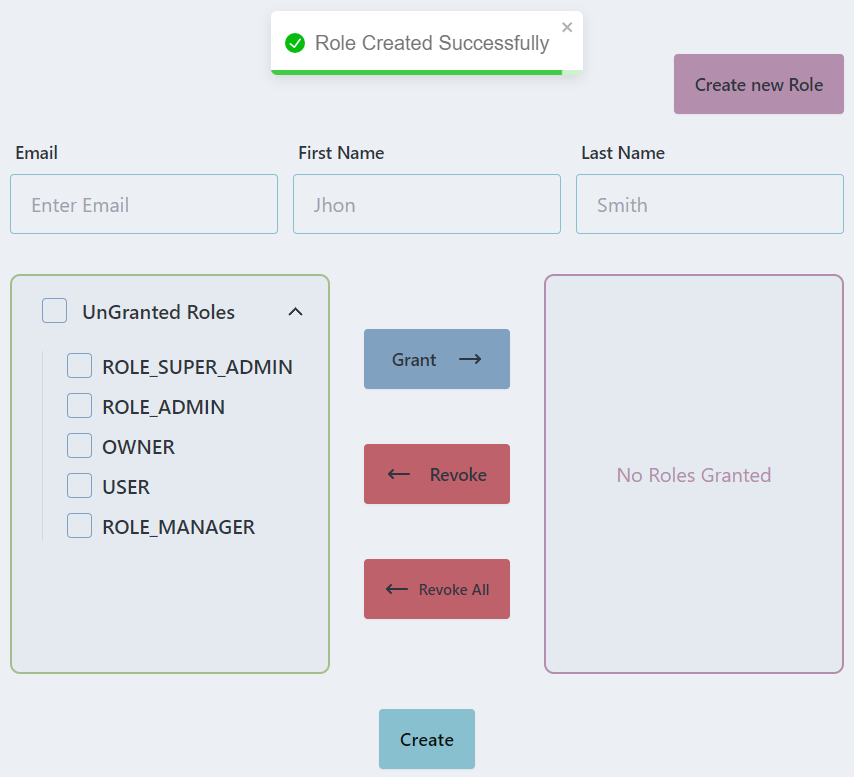 Role Created Successfully
Create new Role
Email
First Name
Last Name
Enter Email
Jhon
Smith
UnGranted Roles
ROLE_SUPER_ADMIN
ROLE_ADMIN
OWNER
USER
ROLE_MANAGER
Grant
Revoke
Revoke All
No Roles Granted
Create